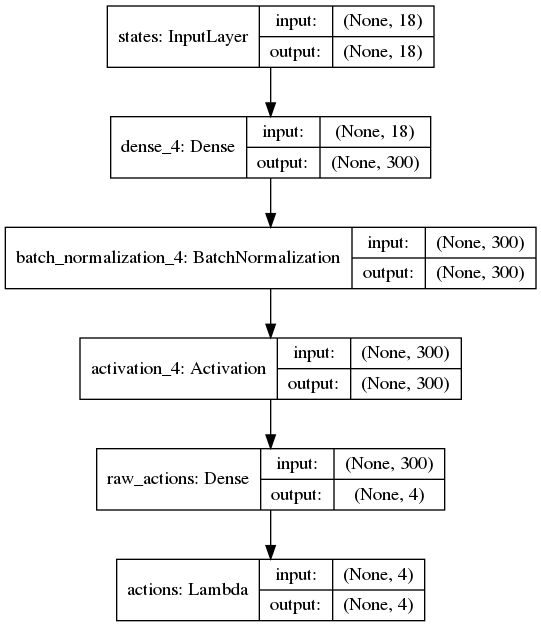 states: InputLayer
input: (None, 18)
output: (None, 18)
dense_4: Dense
input: (None, 18)
output: (None, 300)
batch_normalization_4: BatchNormalization
input: (None, 300)
output: (None, 300)
activation_4: Activation
input: (None, 300)
output: (None, 300)
raw_actions: Dense
input: (None, 300)
output: (None, 4)
actions: Lambda
input: (None, 4)
output: (None, 4)